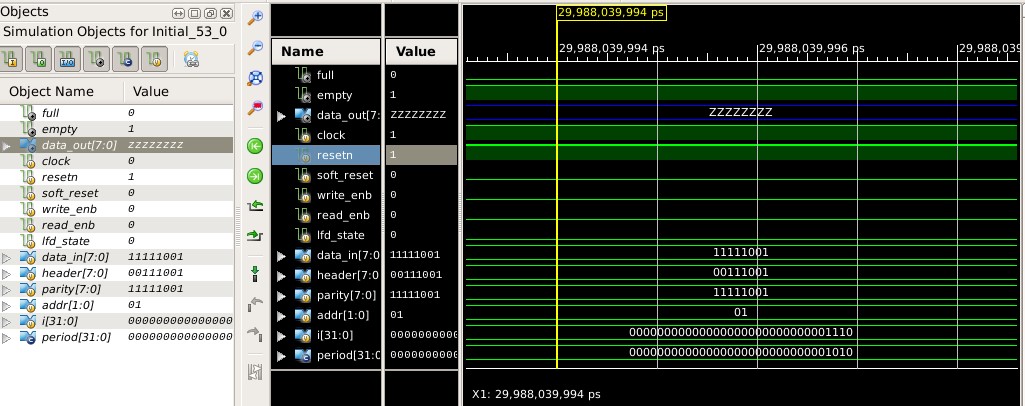 Objects
Simulation Objects for Initial_53_0
Object Name Value
full 0
empty 1
data_out[7:0] zzzzzzzz
clock 0
resetn 1
soft_reset 0
write_enb 0
read_enb 0
lfd_state 0
data_in[7:0] 11111001
header[7:0] 00111001
parity[7:0] 11111001
addr[1:0] 01
i[31:0] 0000000000000000
period[31:0] 0000000000000000
Name Value
full 0
empty 1
data_out[7: ZZZZZZZZ
clock 1
resetn 1
soft_reset 0
write_enb 0
read_enb 0
lfd_state 0
data_in[7:0] 11111001
header[7:0 00111001
parity[7:0] 11111001
addr[1:0] 01
i[31:0] 0000000000
period[31:0 0000000000
29,988,039,994 ps
29,988,039,994 ps 29,988,039,996 ps 29,988,039
ZZZZZZZZ
11111001
00111001
11111001
01
00000000000000000000000000001110
00000000000000000000000000001010
X1: 29,988,039,994 ps